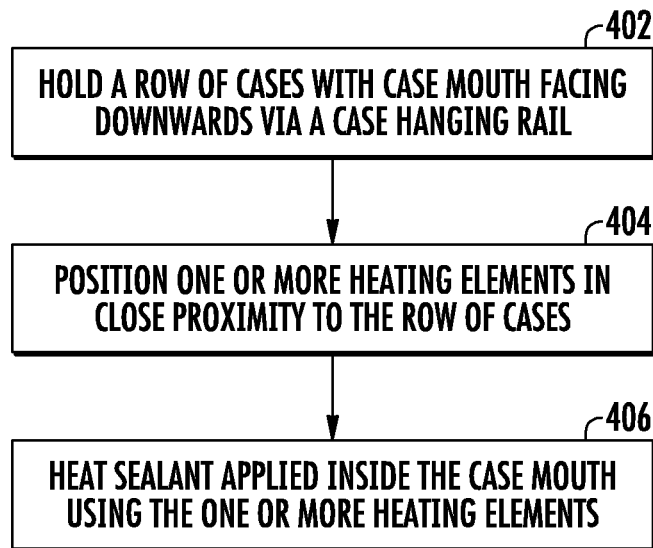 402
HOLD A ROW OF CASES WITH CASE MOUTH FACING
DOWNWARDS VIA A CASE HANGING RAIL
404
POSITION ONE OR MORE HEATING ELEMENTS IN
CLOSE PROXIMITY TO THE ROW OF CASES
406
HEAT SEALANT APPLIED INSIDE THE CASE MOUTH
USING THE ONE OR MORE HEATING ELEMENTS